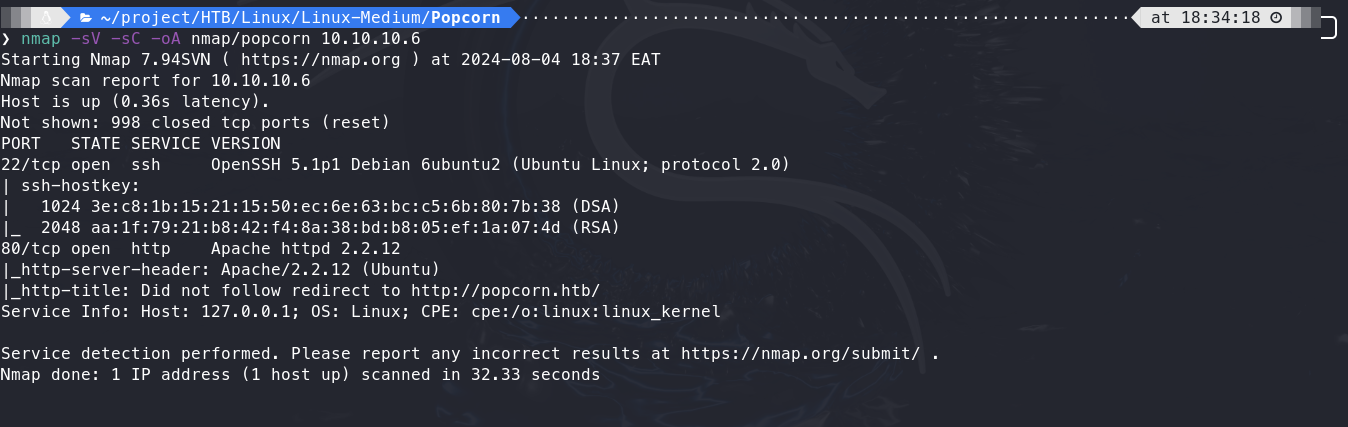 ~/project/HTB/Linux/Linux-Medium/Popcorn at 18:34:18
❯ nmap -sV -sC -oA nmap/popcorn 10.10.10.6
Starting Nmap 7.94SVN ( https://nmap.org ) at 2024-08-04 18:37 EAT
Nmap scan report for 10.10.10.6
Host is up (0.36s latency).
Not shown: 998 closed tcp ports (reset)
PORT   STATE SERVICE VERSION
22/tcp open  ssh     OpenSSH 5.1p1 Debian 6ubuntu2 (Ubuntu Linux; protocol 2.0)
| ssh-hostkey:
|   1024 3e:c8:1b:15:21:15:50:ec:6e:63:bc:c5:6b:80:7b:38 (DSA)
|_  2048 aa:1f:79:21:b8:42:f4:8a:38:bd:b8:05:ef:1a:07:4d (RSA)
80/tcp open  http    Apache httpd 2.2.12
|_http-server-header: Apache/2.2.12 (Ubuntu)
|_http-title: Did not follow redirect to http://popcorn.htb/
Service Info: Host: 127.0.0.1; OS: Linux; CPE: cpe:/o:linux:linux_kernel
Service detection performed. Please report any incorrect results at https://nmap.org/submit/ .
Nmap done: 1 IP address (1 host up) scanned in 32.33 seconds